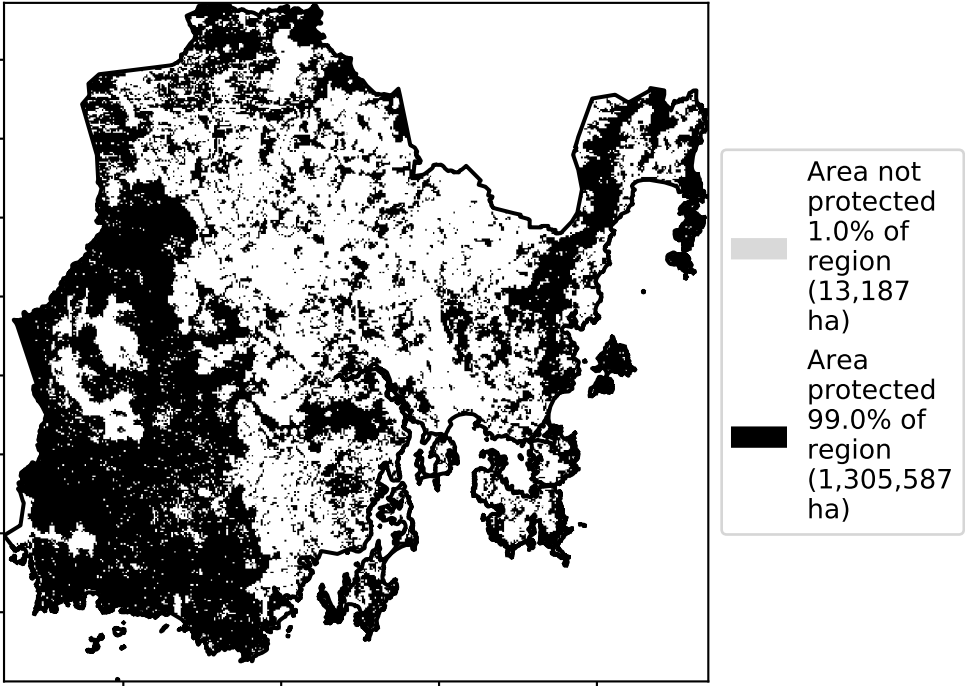 Area not
protected
1.0% of
region
(13,187
ha)
Area
protected
99.0% of
region
(1,305,587
ha)